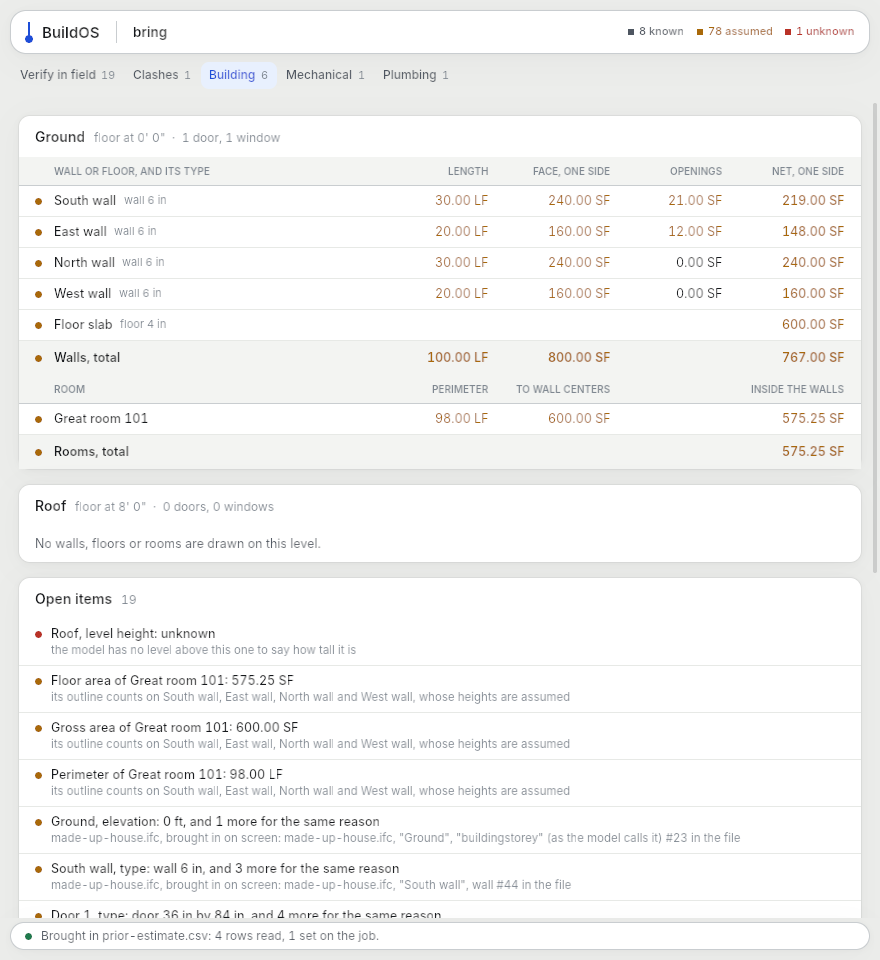 BuildOS bring 8 known 78 assumed 1 unknown
Verify in field 19 Clashes 1 Building 6 Mechanical 1 Plumbing 1
Ground floor at 0' 0" · 1 door, 1 window
WALL OR FLOOR, AND ITS TYPE LENGTH FACE, ONE SIDE OPENINGS NET, ONE SIDE
South wall wall 6 in 30.00 LF 240.00 SF 21.00 SF 219.00 SF
East wall wall 6 in 20.00 LF 160.00 SF 12.00 SF 148.00 SF
North wall wall 6 in 30.00 LF 240.00 SF 0.00 SF 240.00 SF
West wall wall 6 in 20.00 LF 160.00 SF 0.00 SF 160.00 SF
Floor slab floor 4 in 600.00 SF
Walls, total 100.00 LF 800.00 SF 767.00 SF
ROOM PERIMETER TO WALL CENTERS INSIDE THE WALLS
Great room 101 98.00 LF 600.00 SF 575.25 SF
Rooms, total 575.25 SF
Roof floor at 8' 0" · 0 doors, 0 windows
No walls, floors or rooms are drawn on this level.
Open items 19
Roof, level height: unknown
the model has no level above this one to say how tall it is
Floor area of Great room 101: 575.25 SF
its outline counts on South wall, East wall, North wall and West wall, whose heights are assumed
Gross area of Great room 101: 600.00 SF
its outline counts on South wall, East wall, North wall and West wall, whose heights are assumed
Perimeter of Great room 101: 98.00 LF
its outline counts on South wall, East wall, North wall and West wall, whose heights are assumed
Ground, elevation: 0 ft, and 1 more for the same reason
made-up-house.ifc, brought in on screen: made-up-house.ifc, "Ground", "buildingstorey" (as the model calls it) #23 in the file
South wall, type: wall 6 in, and 3 more for the same reason
made-up-house.ifc, brought in on screen: made-up-house.ifc, "South wall", wall #44 in the file
Door 1, type: door 36 in by 84 in, and 4 more for the same reason
Brought in prior-estimate.csv: 4 rows read, 1 set on the job.